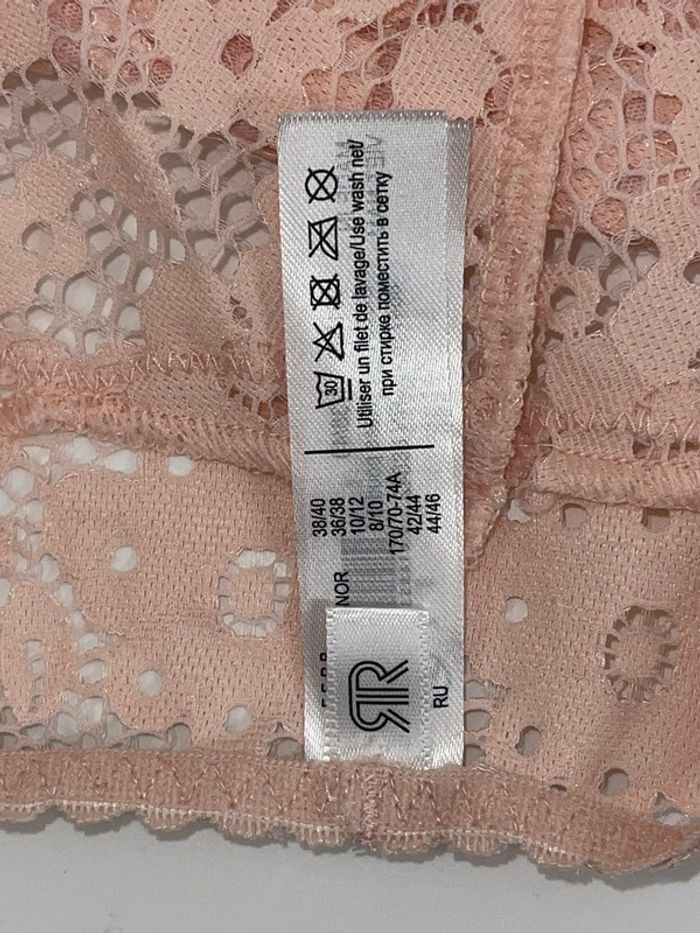 30
Utiliser un filet de lavage/Use wash net/
при стирке поместить в сетку
38/40
36/38
NOR 10/12
8/10
170/70-74A
42/44
RU 44/46